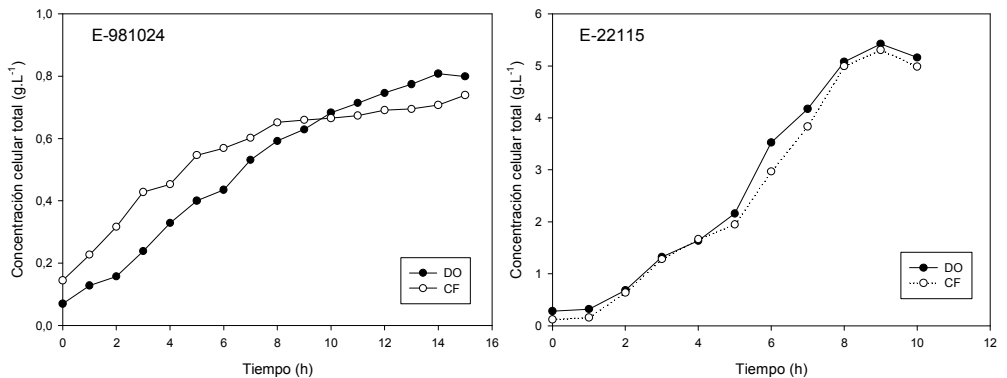 E-981024
Concentración celular total (g.L-1)
1,0
0,8
0,6
0,4
0,2
0,0
0 2 4 6 8 10 12 14 16
Tiempo (h)
DO
CF
E-22115
Concentración celular total (g.L-1)
6
5
4
3
2
1
0
0 2 4 6 8 10 12
Tiempo (h)
DO
CF